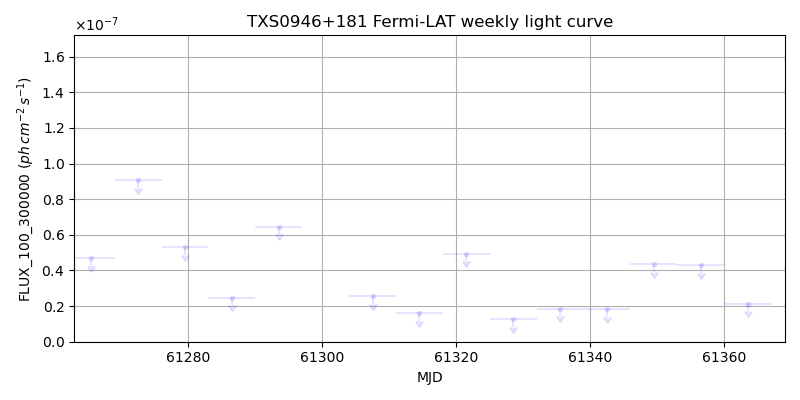 TXS0946+181 Fermi-LAT weekly light curve
×10⁻⁷
1.6
1.4
1.2
1.0
0.8
0.6
0.4
0.2
0.0
FLUX_100_300000 (ph cm⁻² s⁻¹)
61280 61300 61320 61340 61360
MJD